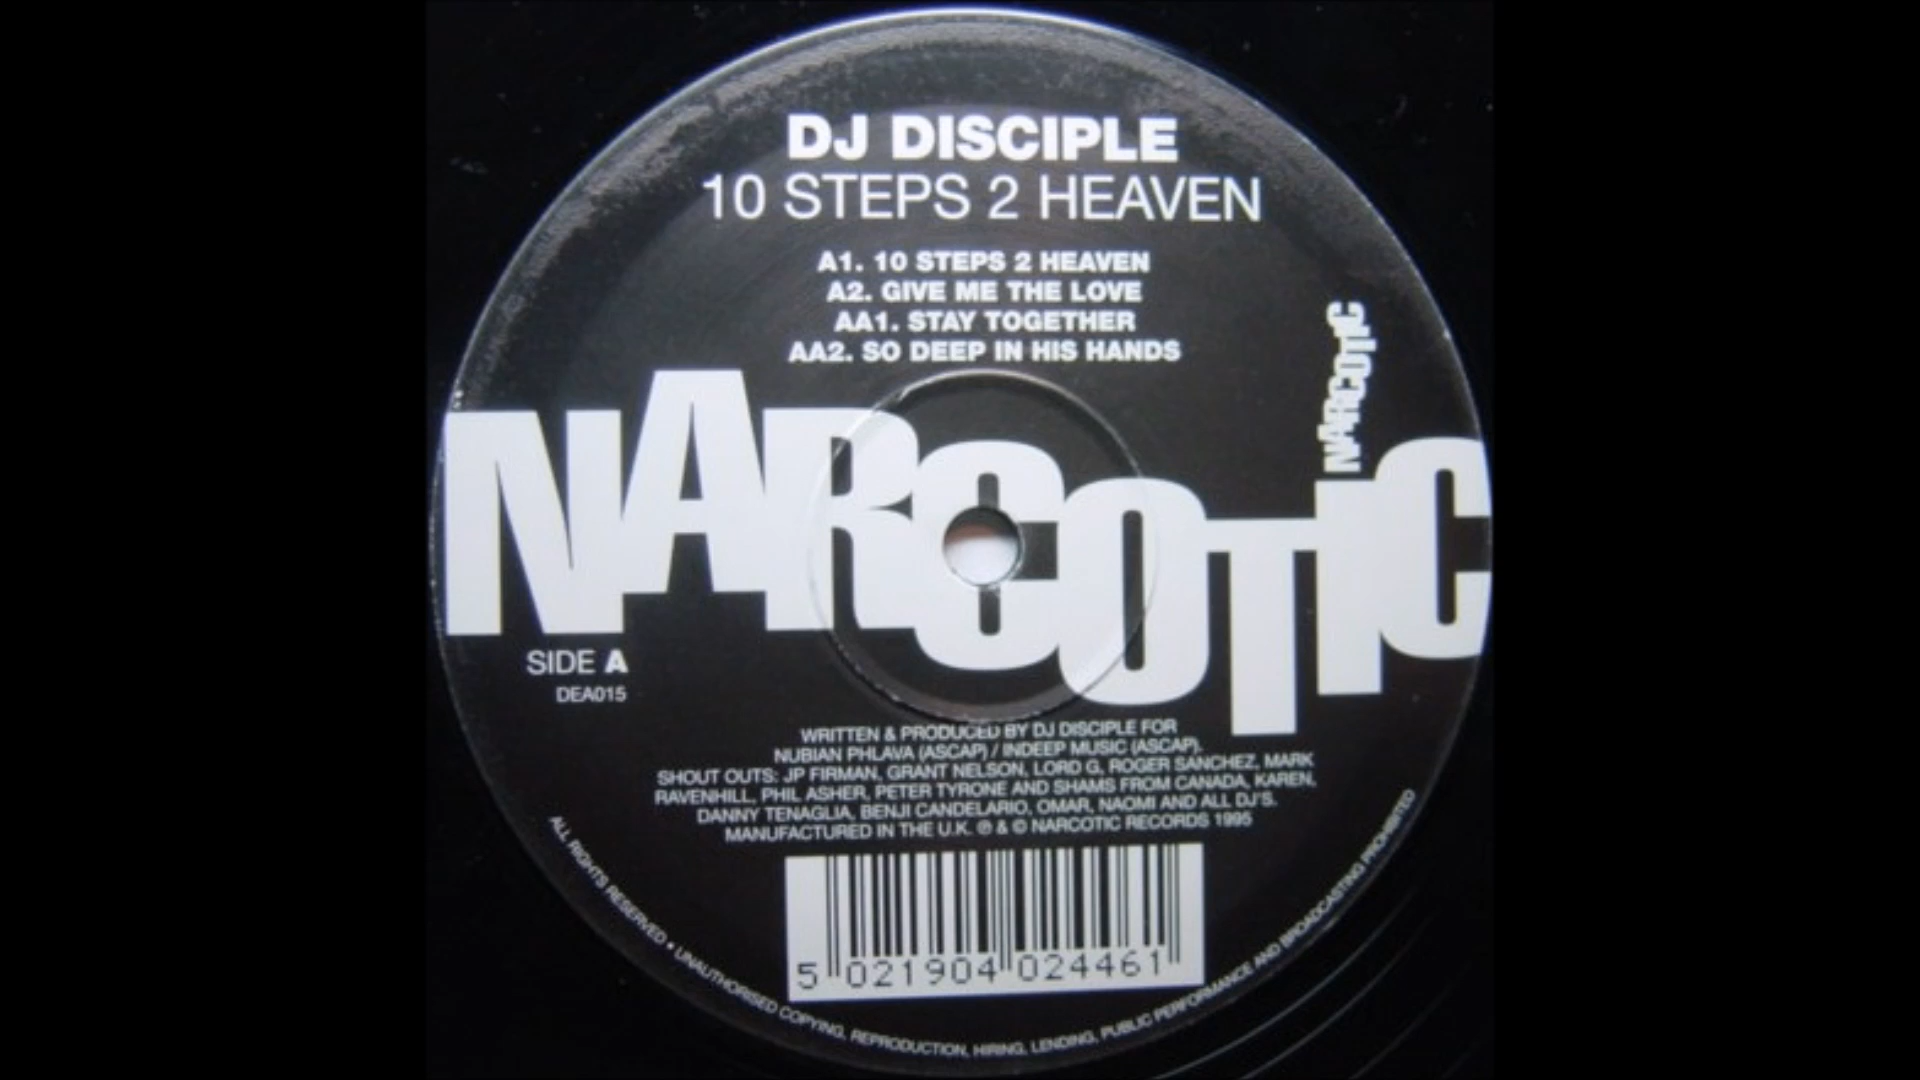 DJ DISCIPLE
10 STEPS 2 HEAVEN
A1. 10 STEPS 2 HEAVEN
A2. GIVE ME THE LOVE
AA1. STAY TOGETHER
AA2. SO DEEP IN HIS HANDS
NARCOTIC
NARCOTIC
SIDE A
DEA015
WRITTEN & PRODUCED BY DJ DISCIPLE FOR
NUBIAN PHLAVA (ASCAP) / INDEEP MUSIC (ASCAP).
SHOUT OUTS: JP FIRMAN, GRANT NELSON, LORD G, ROGER SANCHEZ, MARK
RAVENHILL, PHIL ASHER, PETER TYRONE AND SHAMS FROM CANADA, KAREN,
DANNY TENAGLIA, BENJI CANDELARIO, OMAR, NAOMI AND ALL DJ'S.
MANUFACTURED IN THE U.K. ℗ & © NARCOTIC RECORDS 1995
5 021904 024461
ALL RIGHTS RESERVED • UNAUTHORISED COPYING, REPRODUCTION, HIRING, LENDING, PUBLIC PERFORMANCE AND BROADCASTING PROHIBITED